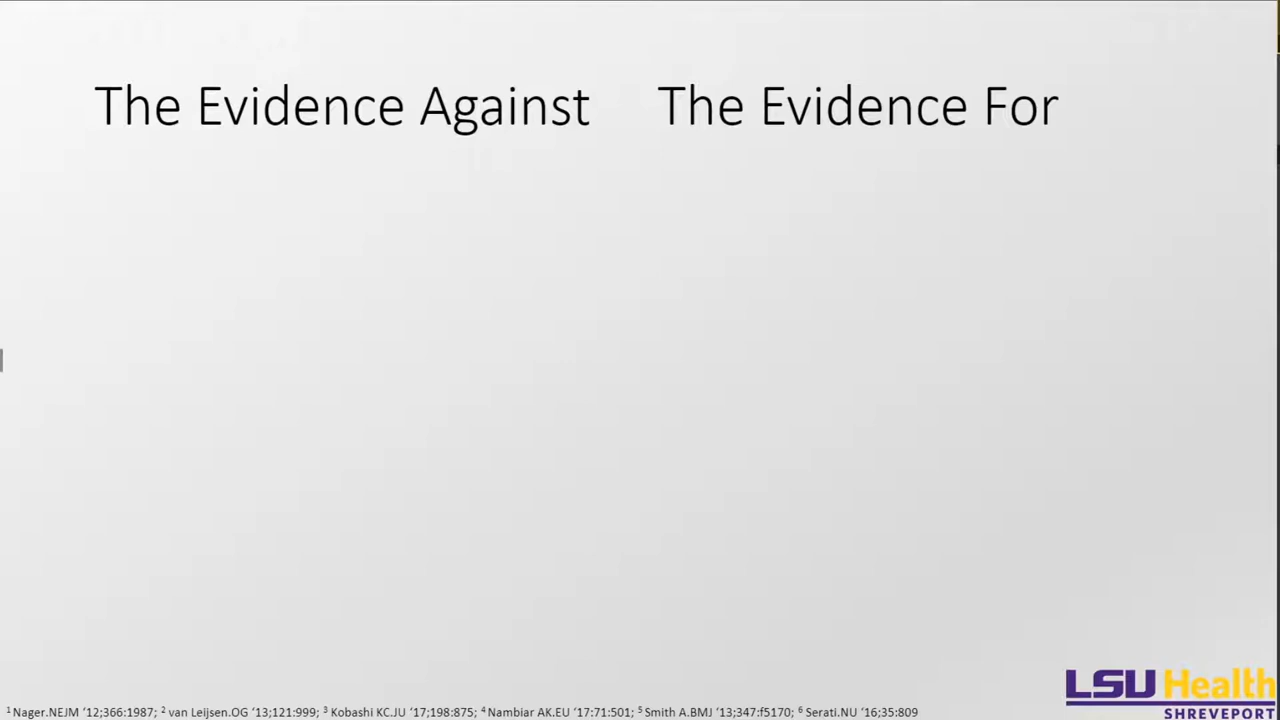 The Evidence Against The Evidence For
LSU Health
SHREVEPORT
¹ Nager.NEJM ‘12;366:1987; ² van Leijsen.OG ‘13;121:999; ³ Kobashi KC.JU ‘17;198:875; ⁴ Nambiar AK.EU ‘17:71:501; ⁵ Smith A.BMJ ‘13;347:f5170; ⁶ Serati.NU ‘16;35:809